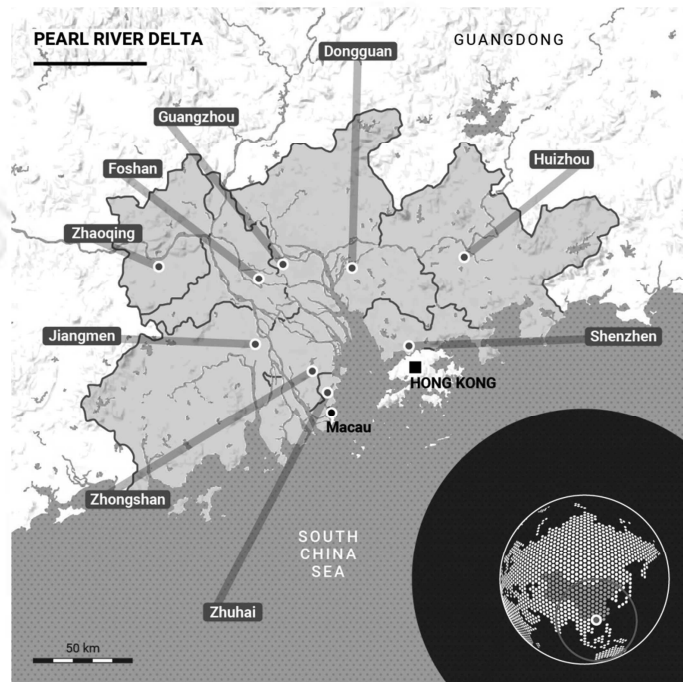 PEARL RIVER DELTA
Dongguan
GUANGDONG
Guangzhou
Foshan
Huizhou
Zhaoqing
Jiangmen
Shenzhen
HONG KONG
Macau
Zhongshan
SOUTH
CHINA
SEA
Zhuhai
50 km